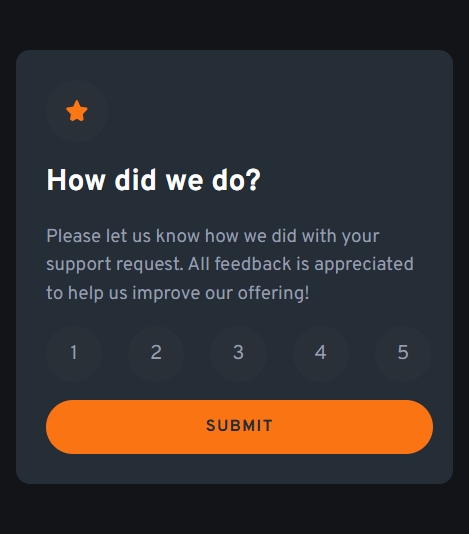 How did we do?
Please let us know how we did with your
support request. All feedback is appreciated
to help us improve our offering!
1 2 3 4 5
SUBMIT